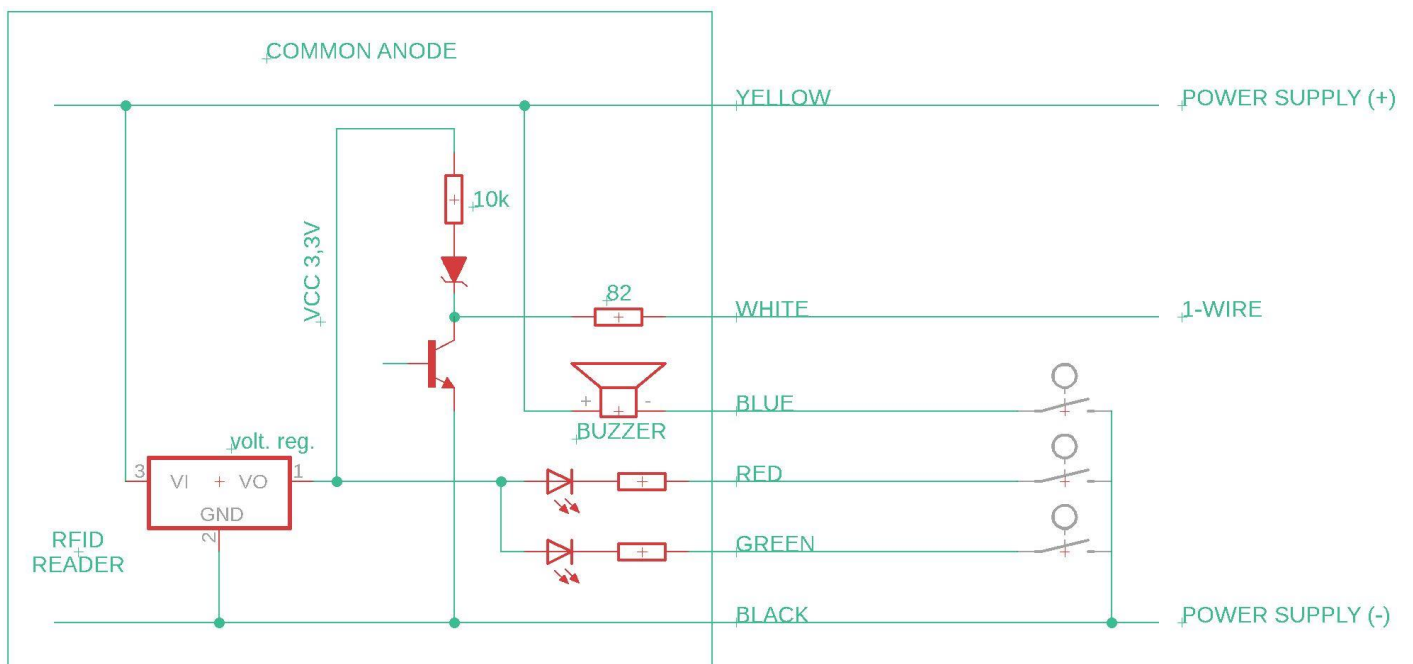 COMMON ANODE
YELLOW
POWER SUPPLY (+)
10k
VCC 3,3V
82
WHITE
1-WIRE
+
-
BLUE
BUZZER
volt. reg.
3
VI
VO
1
GND
2
RED
RFID
READER
GREEN
BLACK
POWER SUPPLY (-)